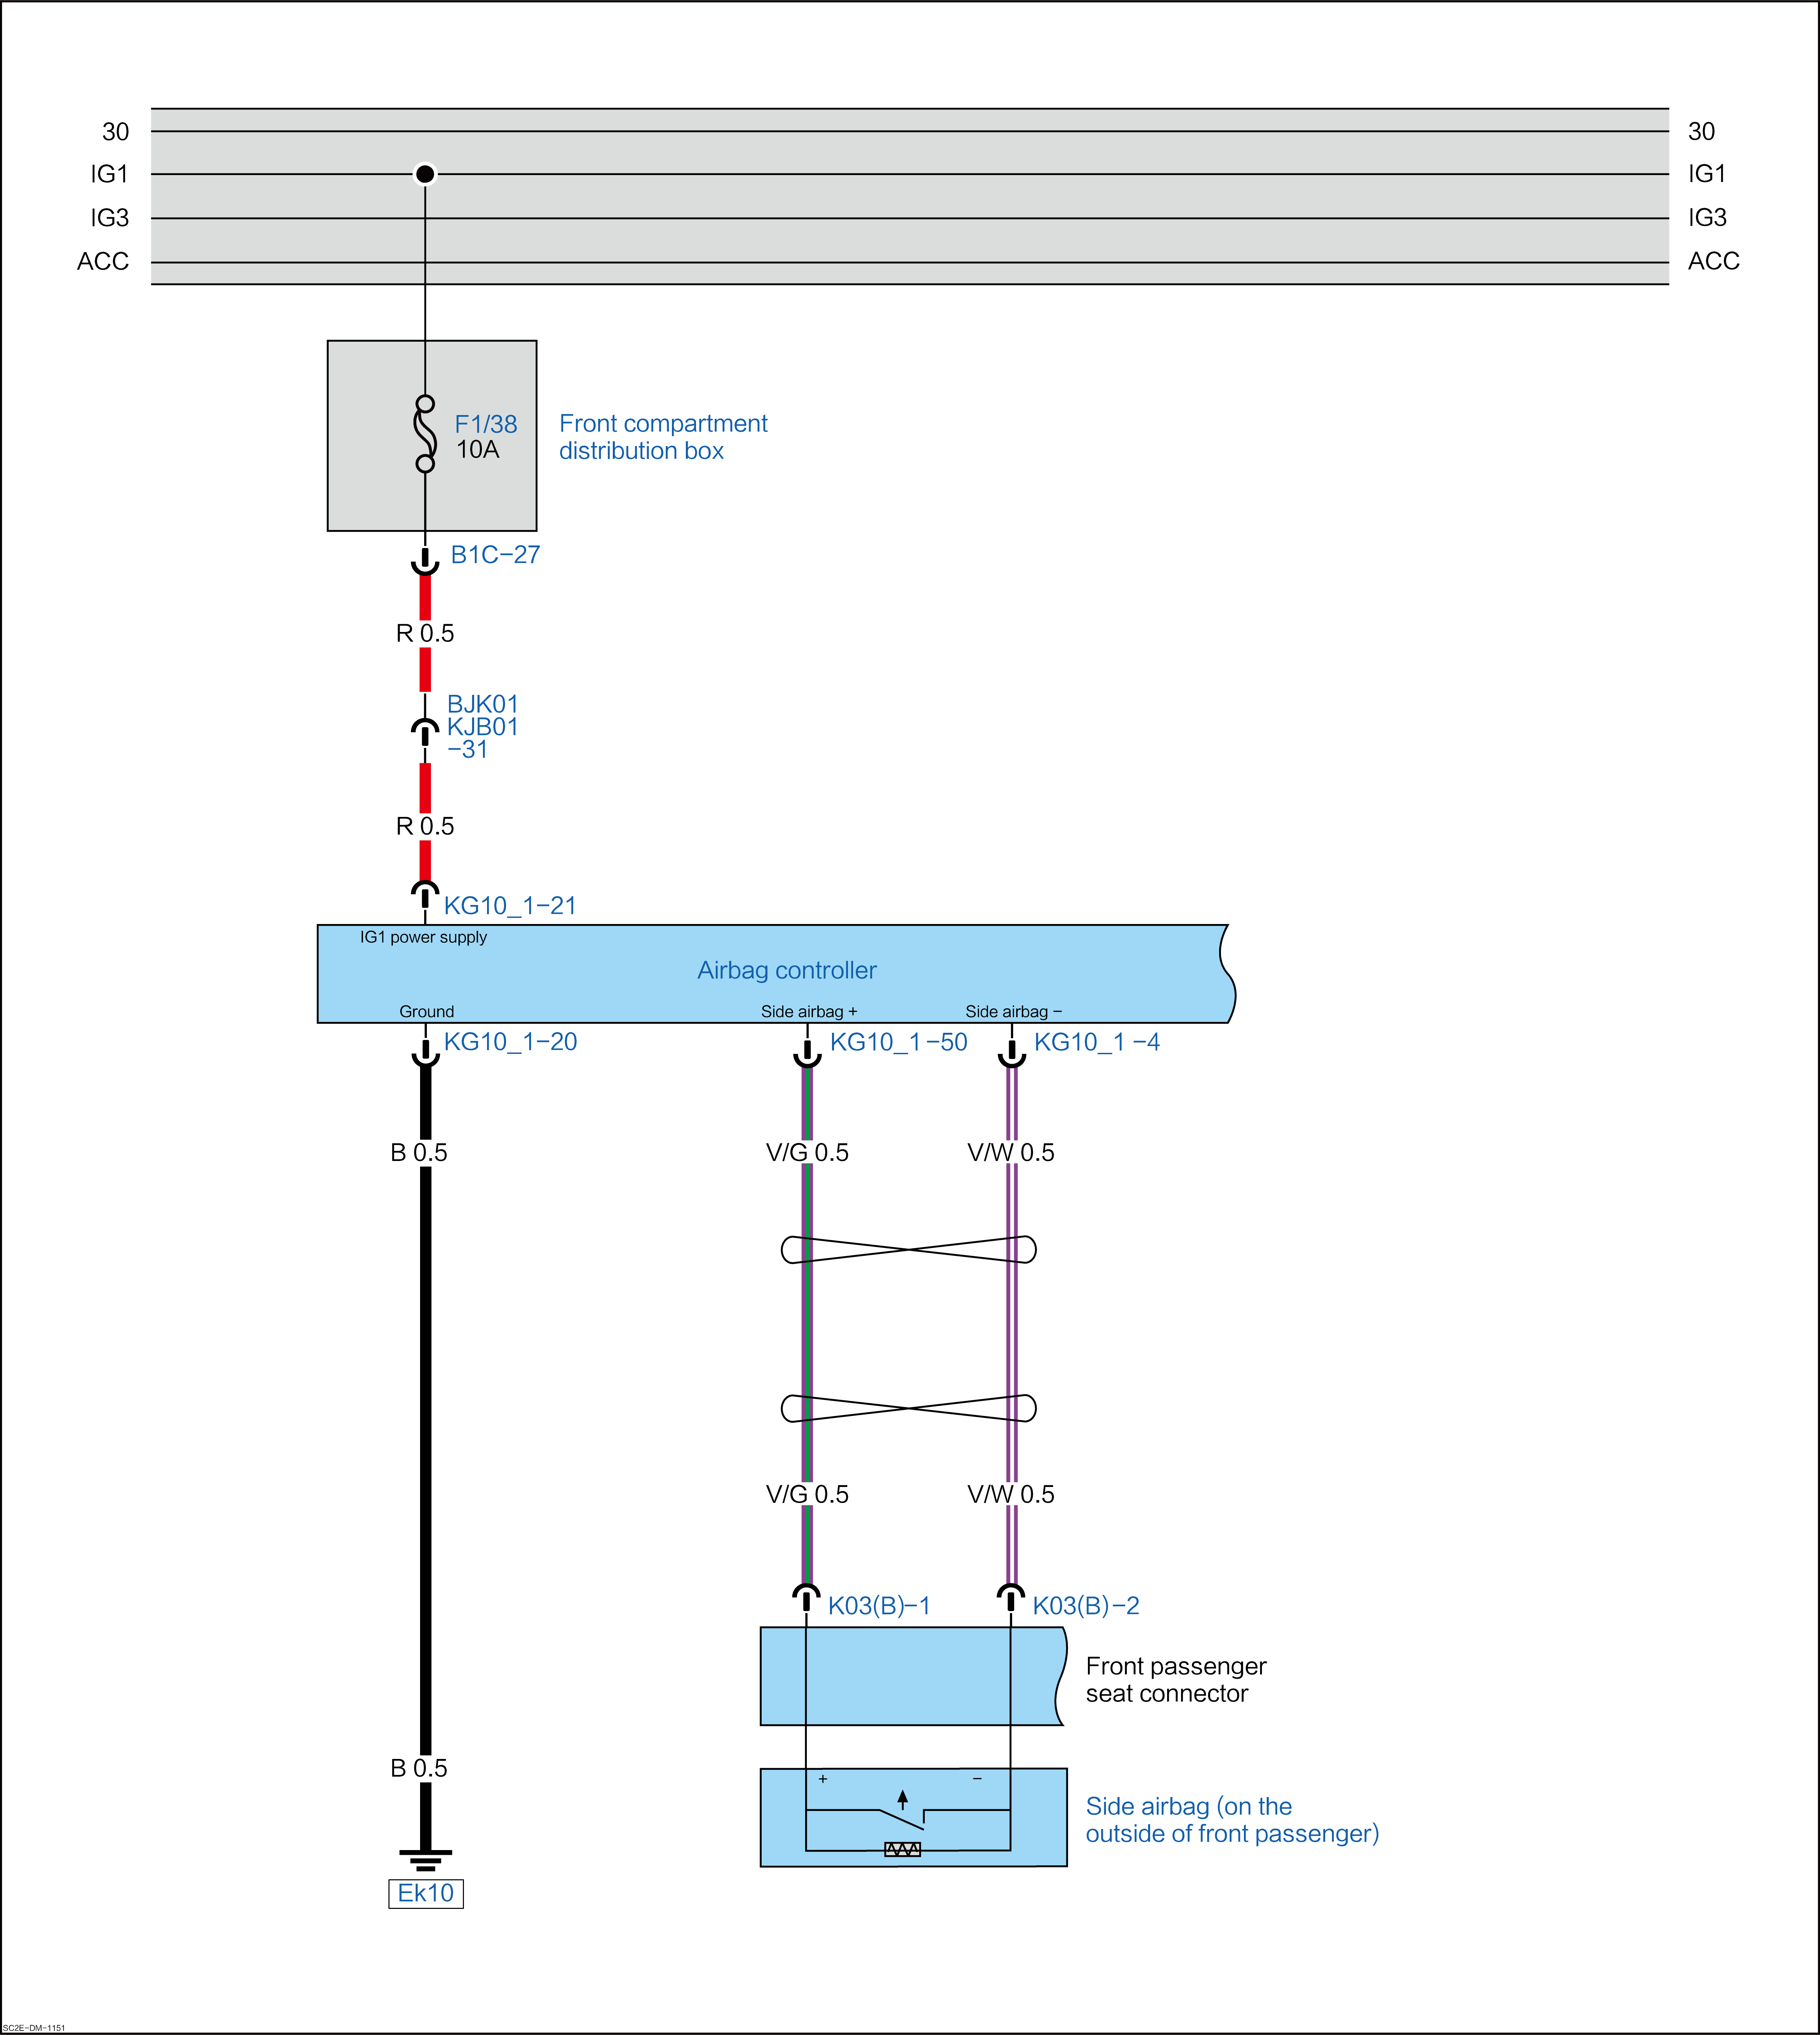 30 30
IG1 IG1
IG3 IG3
ACC ACC
F1/38
10A
Front compartment
distribution box
B1C-27
R 0.5
BJK01
KJB01
-31
R 0.5
KG10_1-21
IG1 power supply
Airbag controller
Ground Side airbag + Side airbag -
KG10_1-20 KG10_1-50 KG10_1-4
B 0.5 V/G 0.5 V/W 0.5
V/G 0.5 V/W 0.5
K03(B)-1 K03(B)-2
Front passenger
seat connector
B 0.5
+ -
Side airbag (on the
outside of front passenger)
Ek10
SC2E-DM-1151